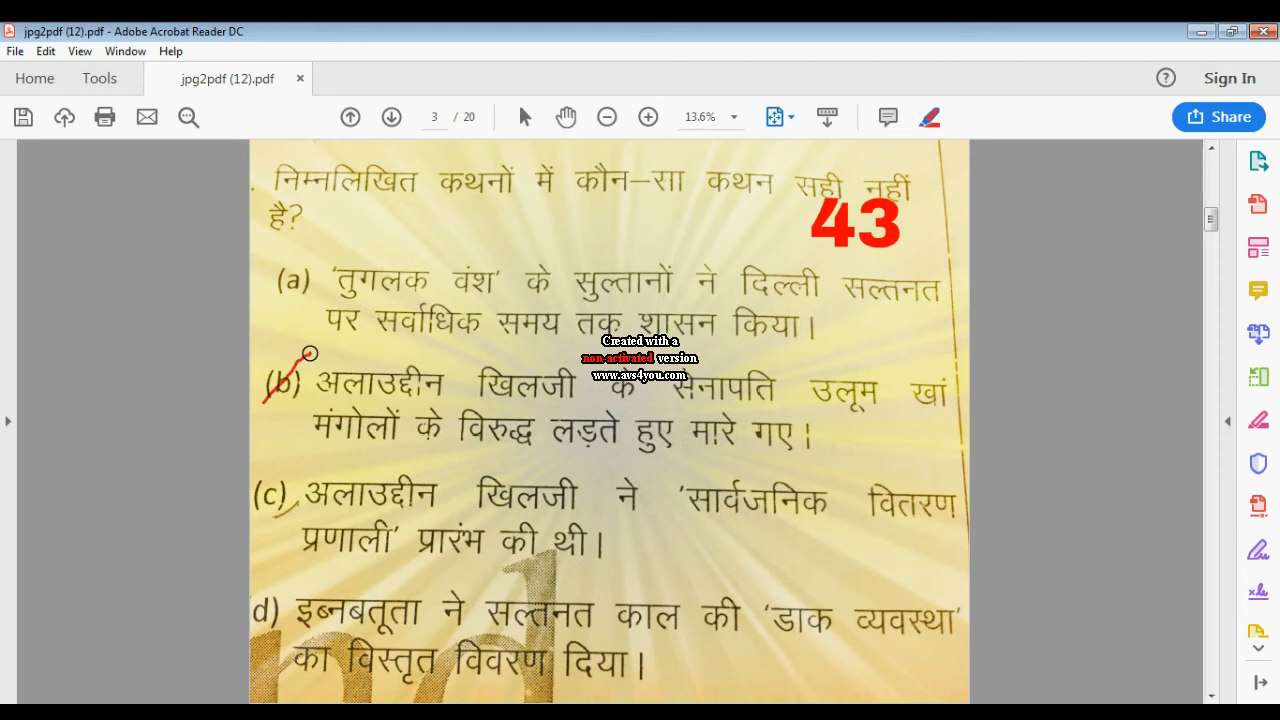 jpg2pdf (12).pdf - Adobe Acrobat Reader DC
File Edit View Window Help
Home Tools jpg2pdf (12).pdf × Sign In
3 / 20 13.6% Share
निम्नलिखित कथनों में कौन–सा कथन सही नहीं
है?
43
(a) 'तुगलक वंश' के सुल्तानों ने दिल्ली सल्तनत
पर सर्वाधिक समय तक शासन किया।
Created with a
non-activated version
www.avs4you.com
(b) अलाउद्दीन खिलजी के सेनापति उलूम खां
मंगोलों के विरुद्ध लड़ते हुए मारे गए।
(c) अलाउद्दीन खिलजी ने 'सार्वजनिक वितरण
प्रणाली' प्रारंभ की थी।
d) इब्नबतूता ने सल्तनत काल की 'डाक व्यवस्था'
का विस्तृत विवरण दिया।